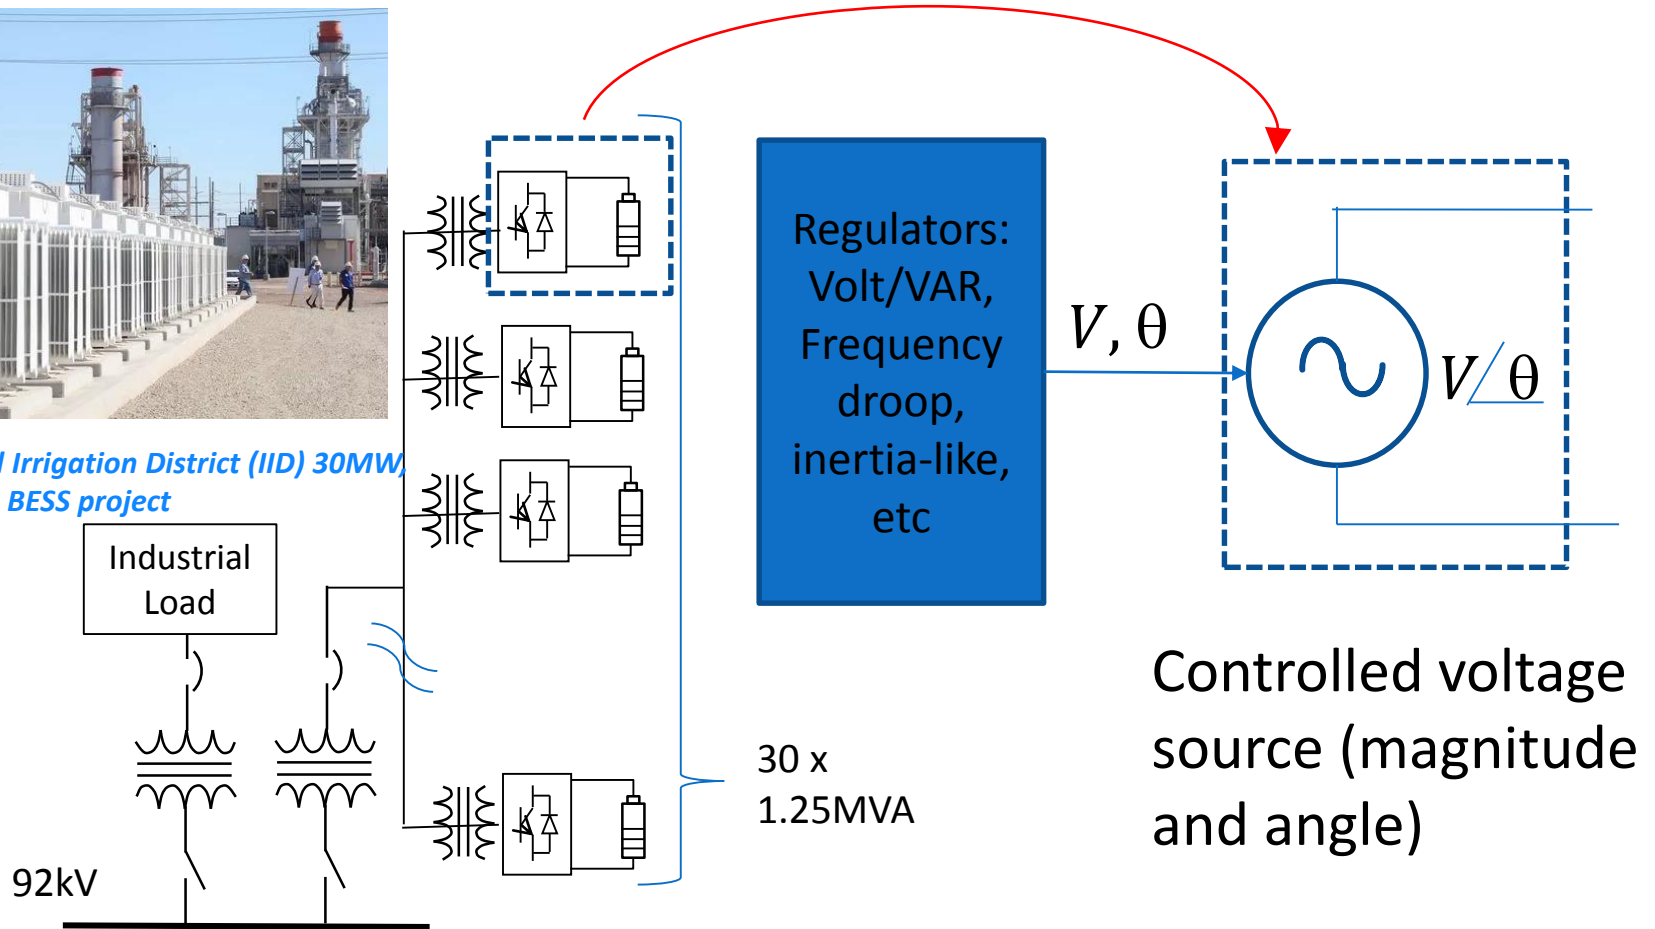 Irrigation District (IID) 30MW,
BESS project
Industrial
Load
92kV
30 x
1.25MVA
Regulators:
Volt/VAR,
Frequency
droop,
inertia-like,
etc
V, θ
V∠θ
Controlled voltage
source (magnitude
and angle)